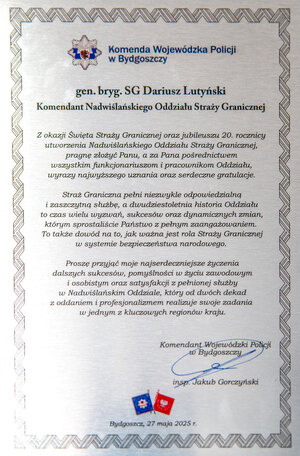 Komenda Wojewódzka Policji
w Bydgoszczy
gen. bryg. SG Dariusz Lutyński
Komendant Nadwiślańskiego Oddziału Straży Granicznej
Z okazji Święta Straży Granicznej oraz jubileuszu 20. rocznicy
utworzenia Nadwiślańskiego Oddziału Straży Granicznej,
pragnę złożyć Panu, a za Pana pośrednictwem
wszystkim funkcjonariuszom i pracownikom Oddziału,
wyrazy najwyższego uznania oraz serdeczne gratulacje.
Straż Graniczna pełni niezwykle odpowiedzialną
i zaszczytną służbę, a dwudziestoletnia historia Oddziału
to czas wielu wyzwań, sukcesów oraz dynamicznych zmian,
którym sprostaliście Państwo z pełnym zaangażowaniem.
To także dowód na to, jak ważna jest rola Straży Granicznej
w systemie bezpieczeństwa narodowego.
Proszę przyjąć moje najserdeczniejsze życzenia
dalszych sukcesów, pomyślności w życiu zawodowym
i osobistym oraz satysfakcji z pełnionej służby
w Nadwiślańskim Oddziale, który od dwóch dekad
z oddaniem i profesjonalizmem realizuje swoje zadania
w jednym z kluczowych regionów kraju.
Komendant Wojewódzki Policji
w Bydgoszczy
insp. Jakub Gorczyński
Bydgoszcz, 27 maja 2025 r.